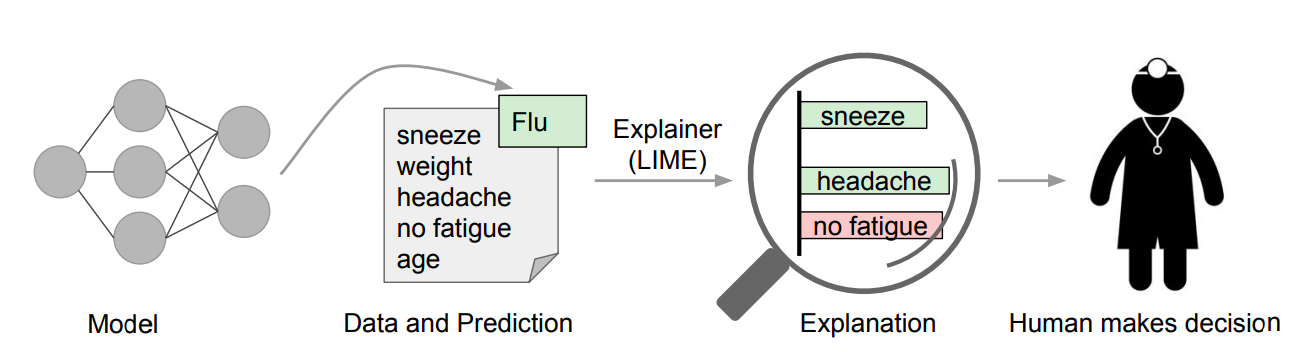 sneeze
weight
headache
no fatigue
age
Flu
Explainer
(LIME)
sneeze
headache
no fatigue
Model
Data and Prediction
Explanation
Human makes decision